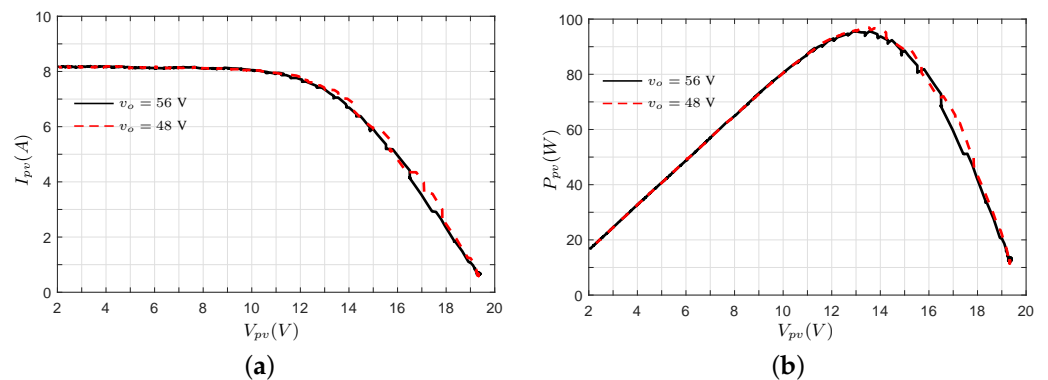 10
8
6
4
2
0
I_pv(A)
v_o = 56 V
v_o = 48 V
2 4 6 8 10 12 14 16 18 20
V_pv(V)
(a)
100
80
60
40
20
0
P_pv(W)
v_o = 56 V
v_o = 48 V
2 4 6 8 10 12 14 16 18 20
V_pv(V)
(b)